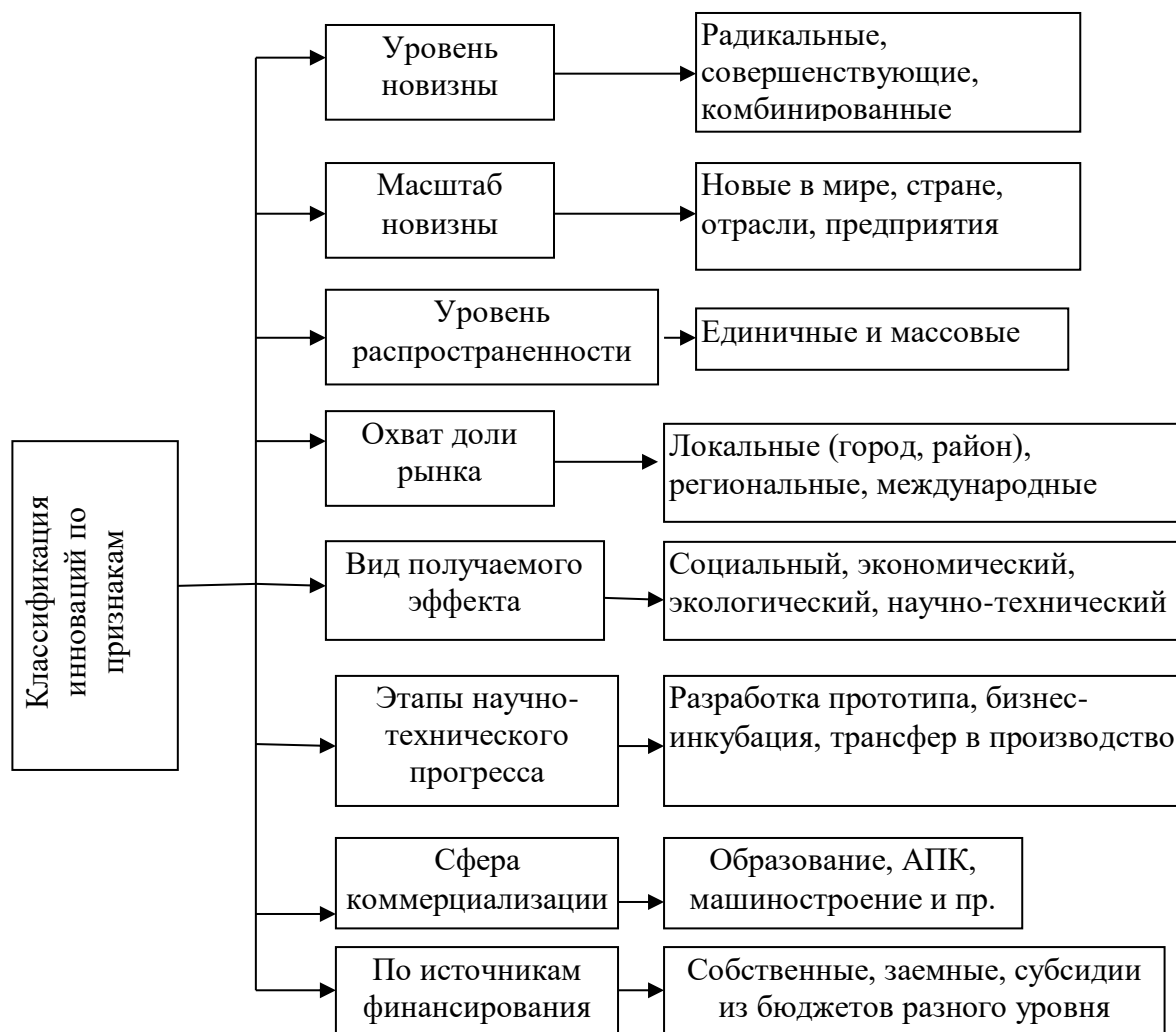 Классификация
инноваций по
признакам
Уровень
новизны
Радикальные,
совершенствующие,
комбинированные
Масштаб
новизны
Новые в мире, стране,
отрасли, предприятия
Уровень
распространенности
Единичные и массовые
Охват доли
рынка
Локальные (город, район),
региональные, международные
Вид получаемого
эффекта
Социальный, экономический,
экологический, научно-технический
Этапы научно-
технического
прогресса
Разработка прототипа, бизнес-
инкубация, трансфер в производство
Сфера
коммерциализации
Образование, АПК,
машиностроение и пр.
По источникам
финансирования
Собственные, заемные, субсидии
из бюджетов разного уровня